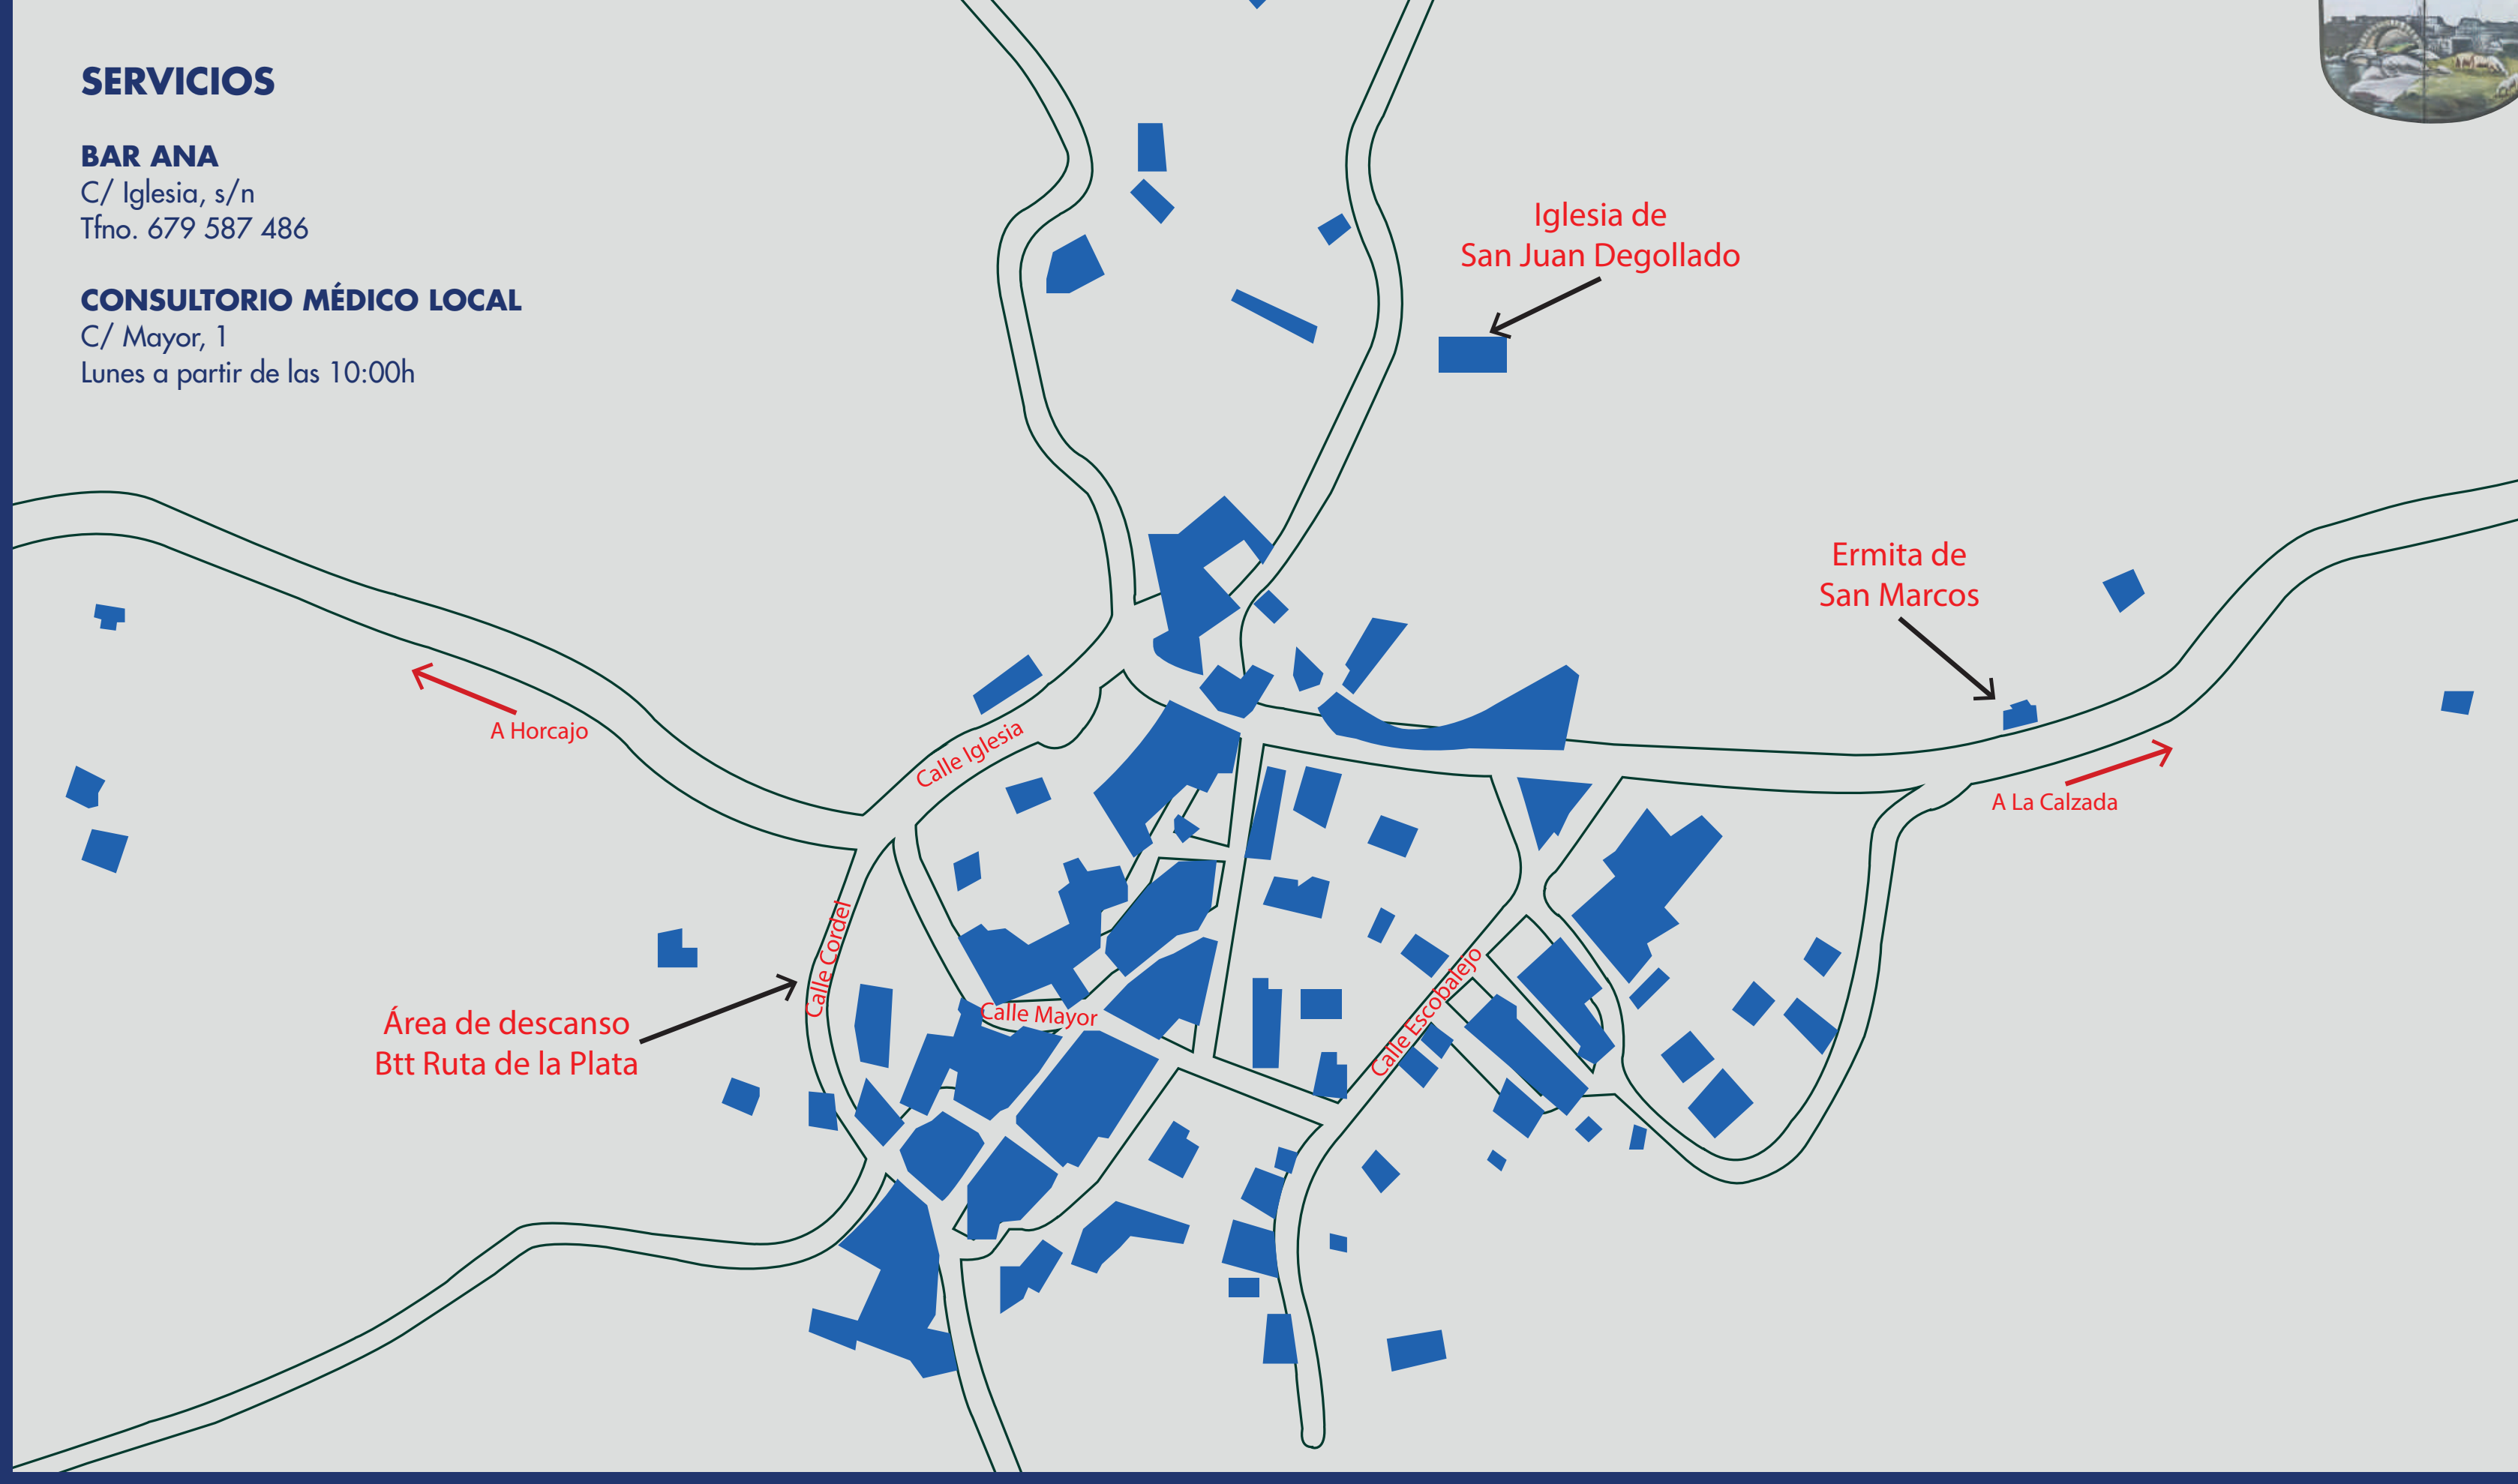 SERVICIOS
BAR ANA
C/ Iglesia, s/n
Tfno. 679 587 486
CONSULTORIO MÉDICO LOCAL
C/ Mayor, 1
Lunes a partir de las 10:00h
Iglesia de
San Juan Degollado
Ermita de
San Marcos
A Horcajo
Calle Iglesia
A La Calzada
Calle Cordel
Calle Mayor
Calle Escobalejo
Área de descanso
Btt Ruta de la Plata